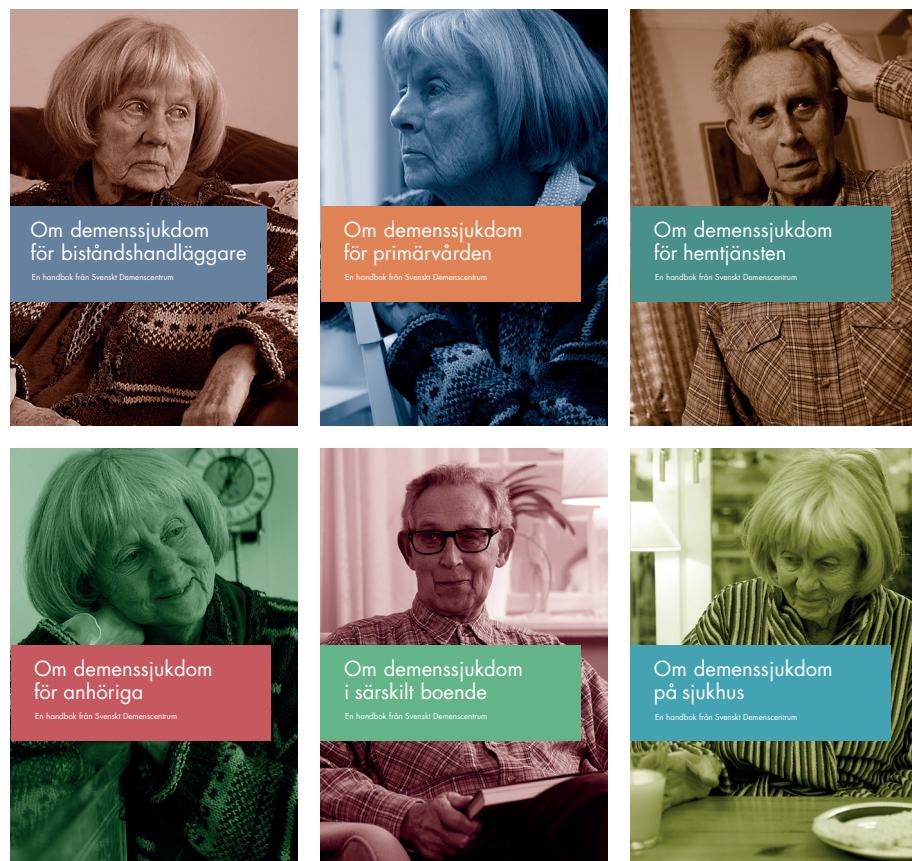 Om demenssjukdom
för biståndshandläggare
En handbok från Svenskt Demenscentrum
Om demenssjukdom
för primärvården
En handbok från Svenskt Demenscentrum
Om demenssjukdom
för hemtjänsten
En handbok från Svenskt Demenscentrum
Om demenssjukdom
för anhöriga
En handbok från Svenskt Demenscentrum
Om demenssjukdom
i särskilt boende
En handbok från Svenskt Demenscentrum
Om demenssjukdom
på sjukhus
En handbok från Svenskt Demenscentrum